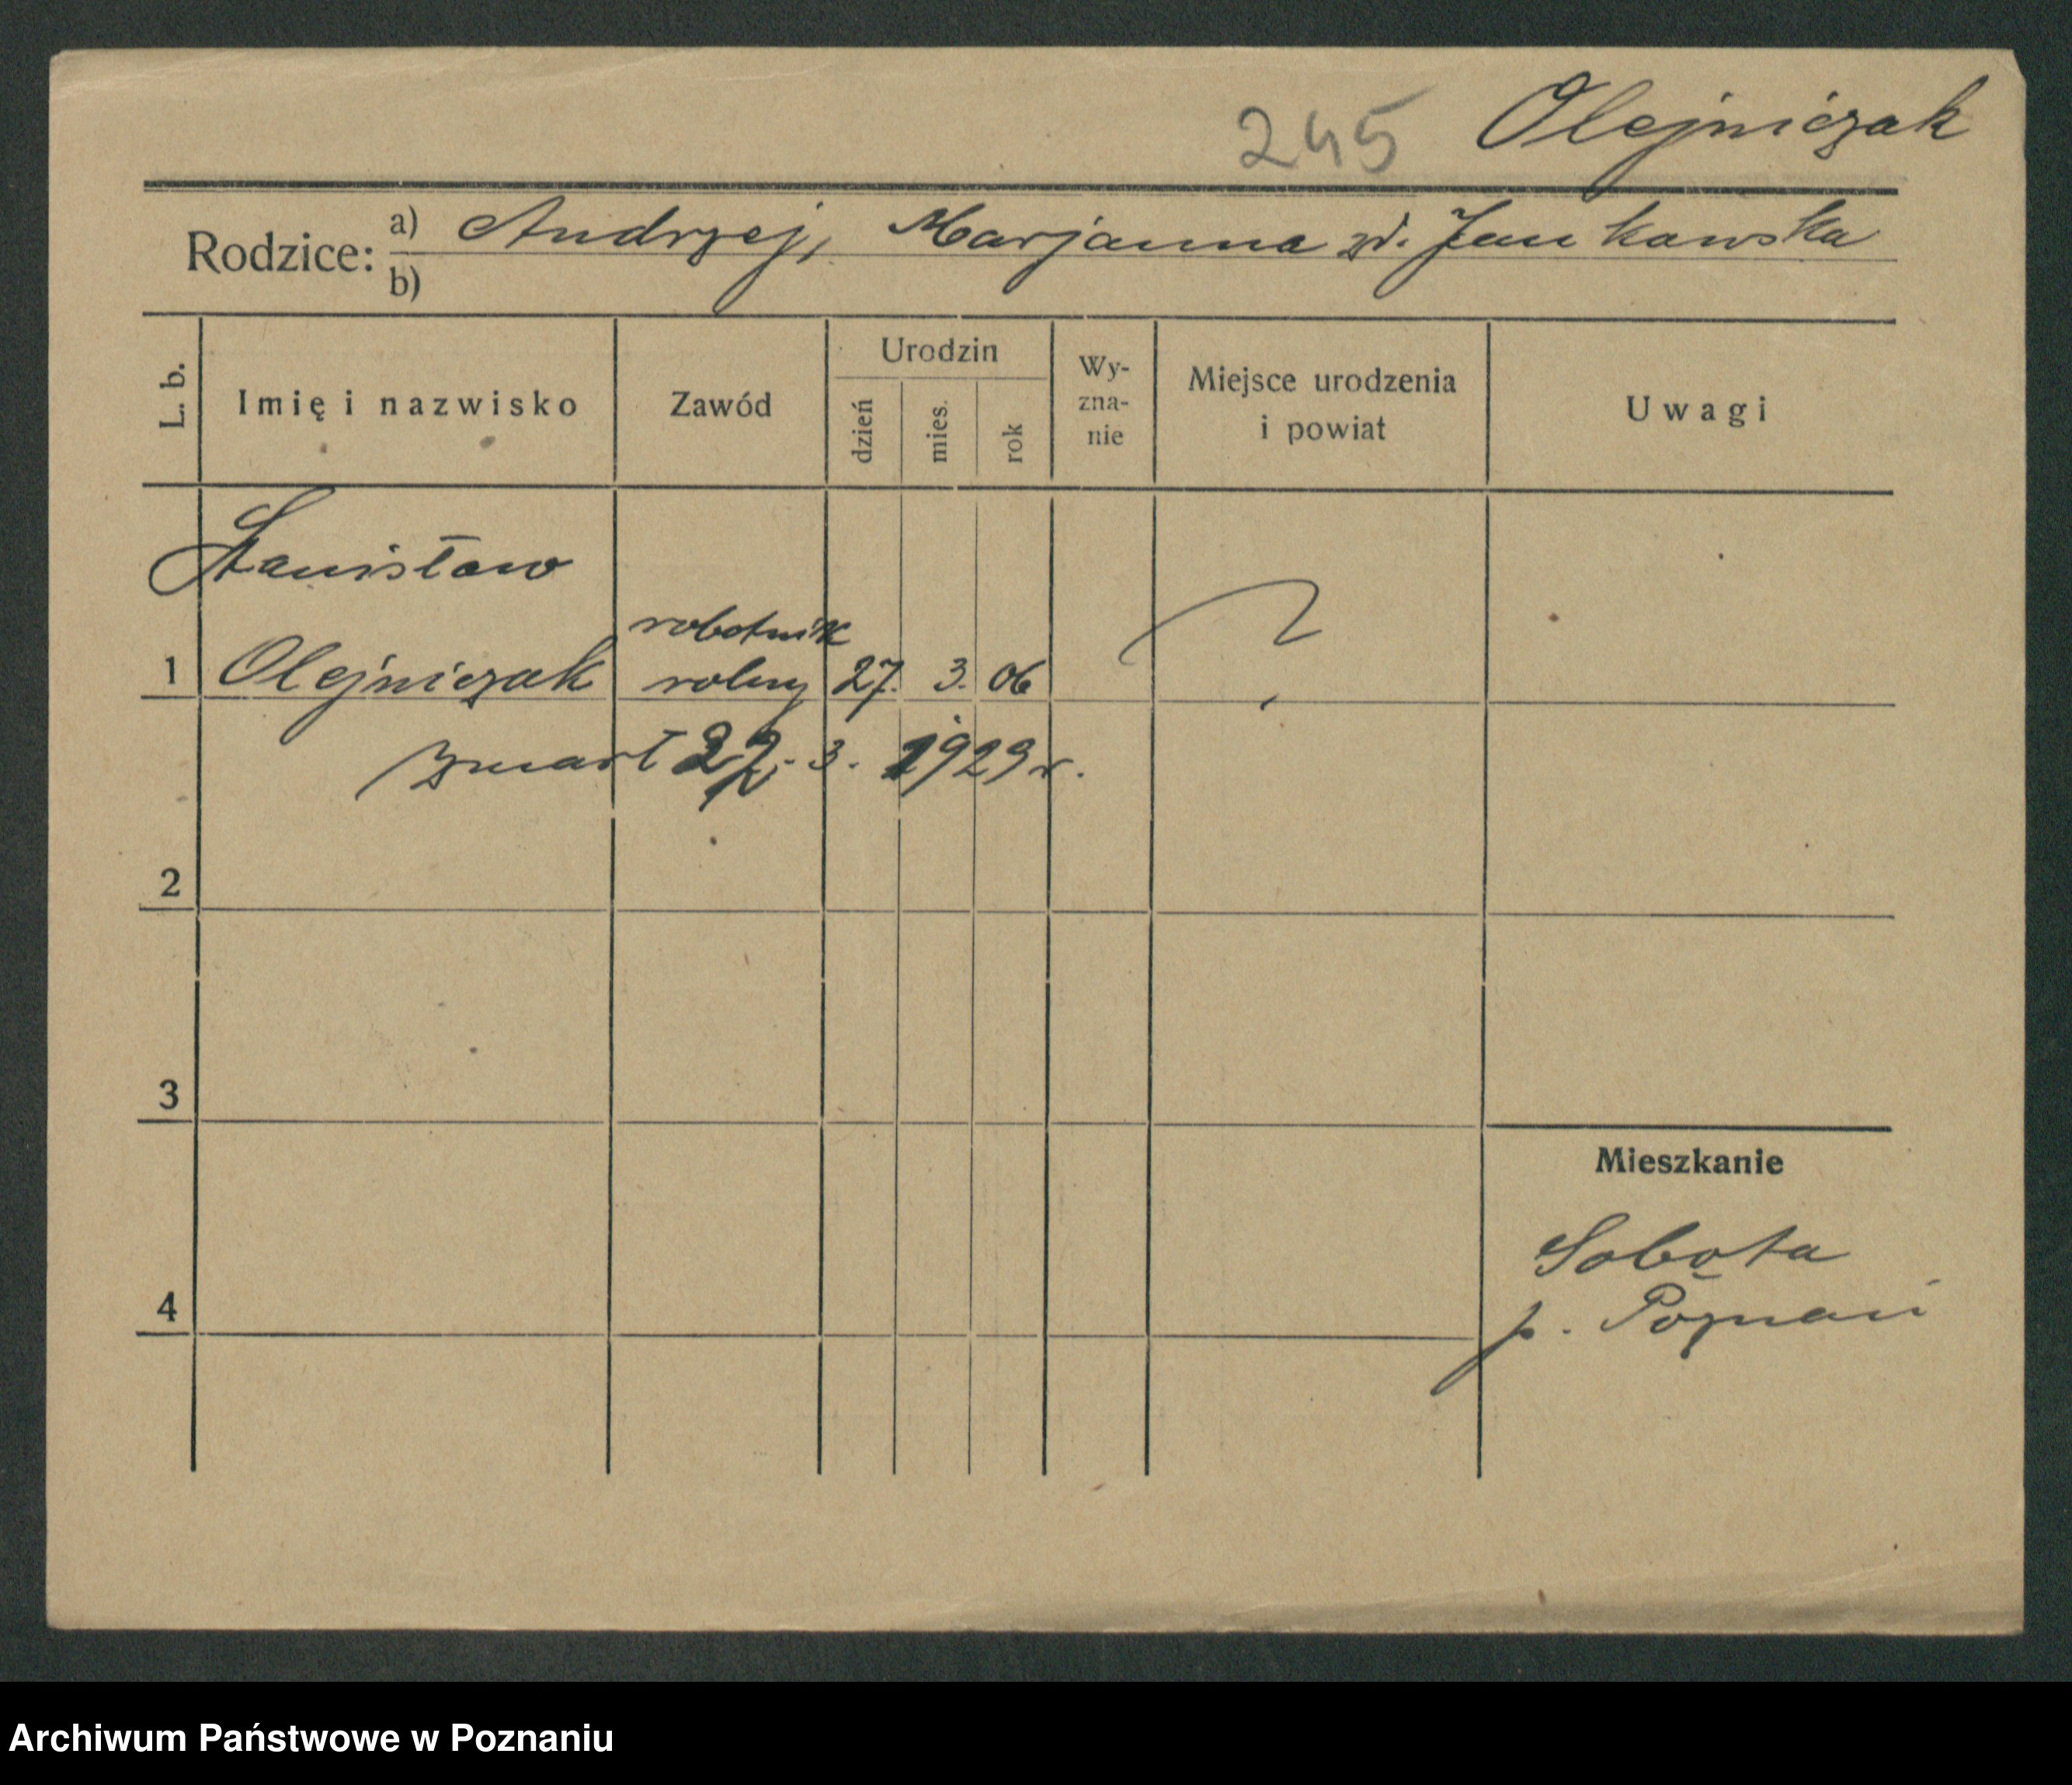 245 Olejniczak
Rodzice: a) Andrzej, Marjanna zd. Jankowska
b)
L. b.
Imię i nazwisko
Zawód
Urodzin
dzień
mies.
rok
Wy-
zna-
nie
Miejsce urodzenia
i powiat
Uwagi
Stanisław
robotnik
1 Olejniczak rolny 27. 3. 06 ?
zmarł 27. 3. 1929 r.
2
3
Mieszkanie
Sobota
4 p. Poznań
Archiwum Państwowe w Poznaniu